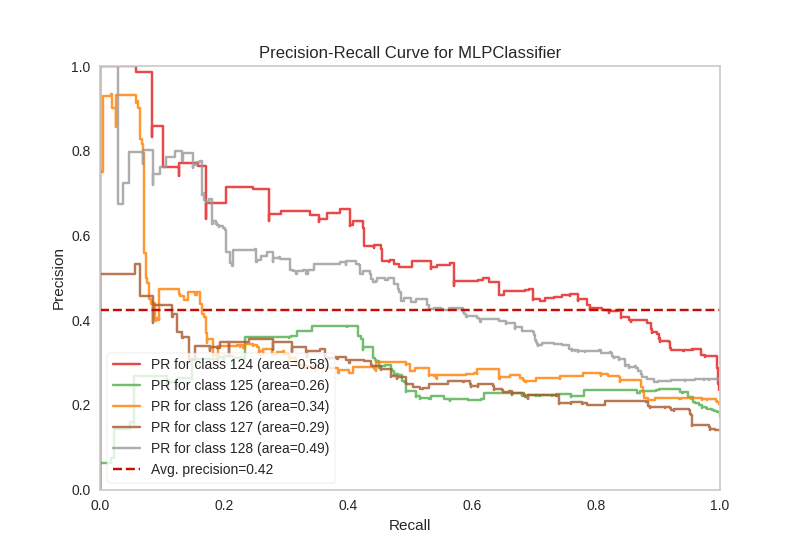 Precision-Recall Curve for MLPClassifier
1.0
0.8
0.6
0.4
0.2
0.0
Precision
PR for class 124 (area=0.58)
PR for class 125 (area=0.26)
PR for class 126 (area=0.34)
PR for class 127 (area=0.29)
PR for class 128 (area=0.49)
Avg. precision=0.42
0.0 0.2 0.4 0.6 0.8 1.0
Recall